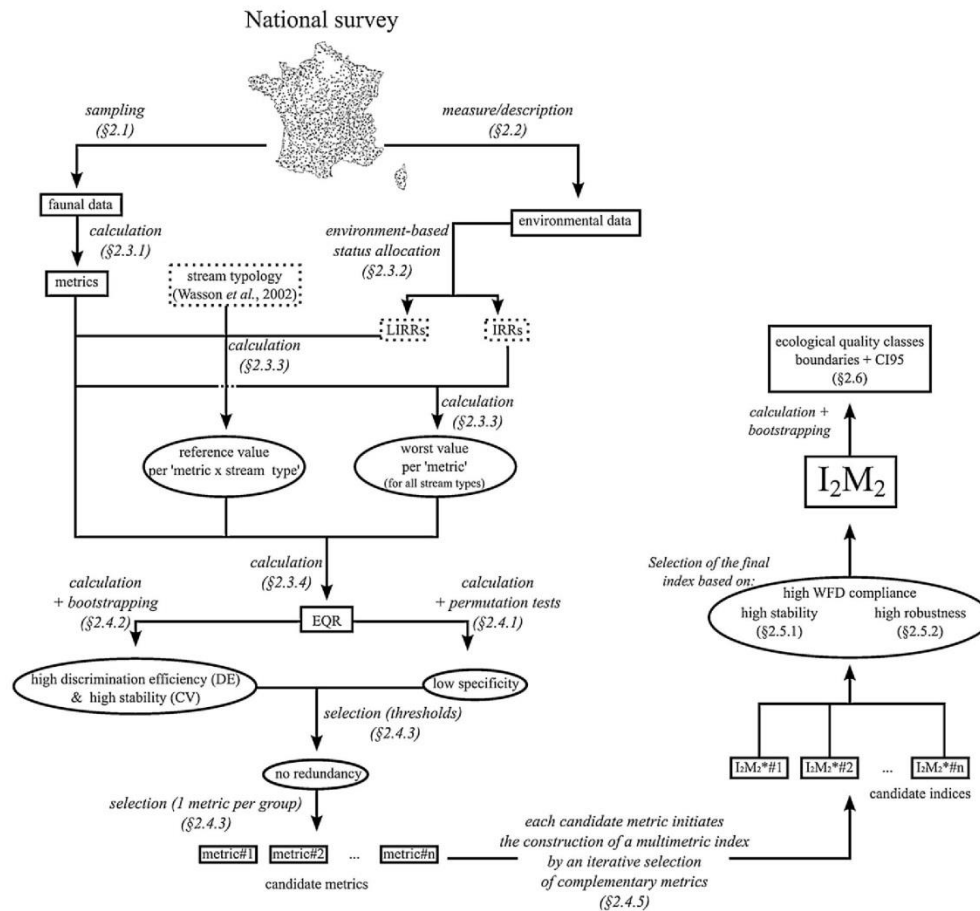 National survey
sampling
(§2.1)
measure/description
(§2.2)
faunal data
environmental data
calculation
(§2.3.1)
environment-based
status allocation
(§2.3.2)
metrics
stream typology
(Wasson et al., 2002)
LIRRs
IRRs
calculation
(§2.3.3)
calculation
(§2.3.3)
reference value
per 'metric x stream type'
worst value
per 'metric'
(for all stream types)
calculation
(§2.3.4)
calculation
+ bootstrapping
(§2.4.2)
calculation
+ permutation tests
(§2.4.1)
EQR
high discrimination efficiency (DE)
& high stability (CV)
low specificity
selection (thresholds)
(§2.4.3)
no redundancy
selection (1 metric per group)
(§2.4.3)
metric#1 metric#2 ... metric#n
candidate metrics
each candidate metric initiates
the construction of a multimetric index
by an iterative selection
of complementary metrics
(§2.4.5)
ecological quality classes
boundaries + CI95
(§2.6)
calculation +
bootstrapping
I₂M₂
Selection of the final
index based on:
high WFD compliance
high stability
(§2.5.1)
high robustness
(§2.5.2)
I₂M₂*#1 I₂M₂*#2 ... I₂M₂*#n
candidate indices